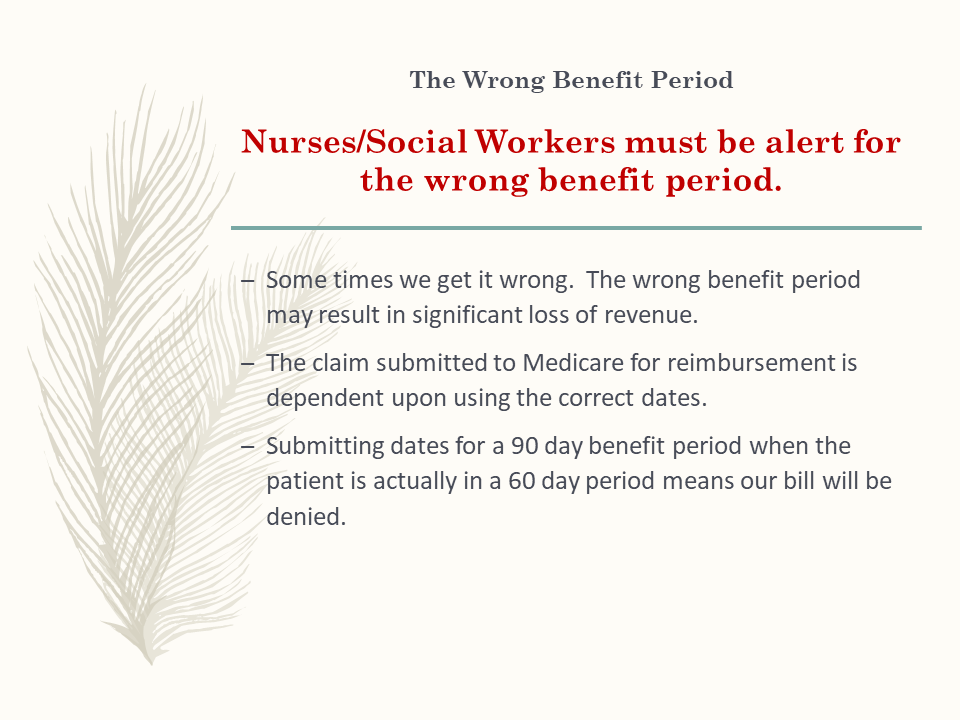 The Wrong Benefit Period
Nurses/Social Workers must be alert for
the wrong benefit period.
– Some times we get it wrong.  The wrong benefit period
may result in significant loss of revenue.
– The claim submitted to Medicare for reimbursement is
dependent upon using the correct dates.
– Submitting dates for a 90 day benefit period when the
patient is actually in a 60 day period means our bill will be
denied.